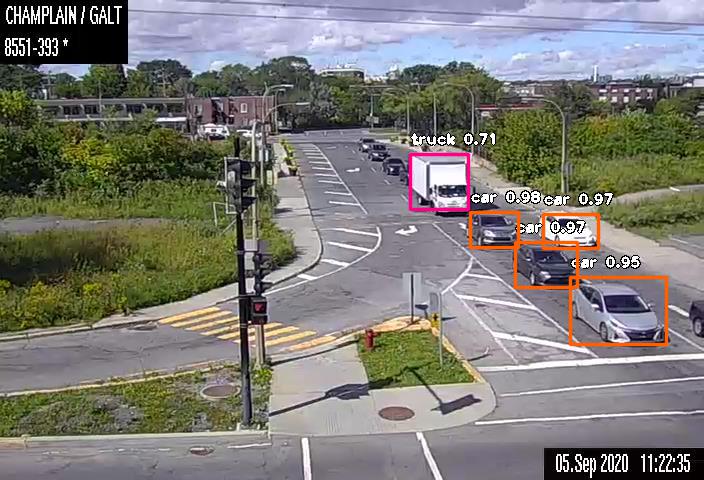 CHAMPLAIN / GALT
8551-393 *
truck 0.71
car 0.98
car 0.97
car 0.97
car 0.95
05.Sep 2020 11:22:35